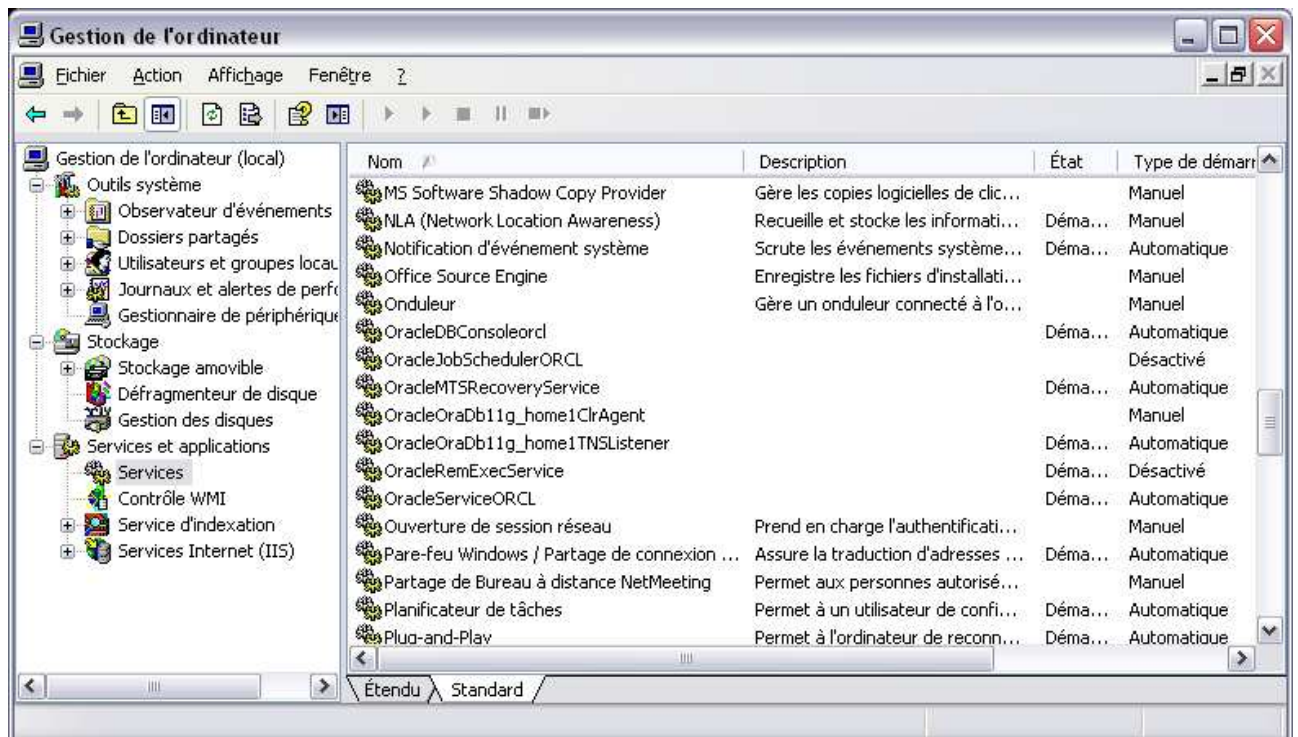 Gestion de l'ordinateur
Fichier Action Affichage Fenêtre ?
Gestion de l'ordinateur (local)
Outils système
Observateur d'événements
Dossiers partagés
Utilisateurs et groupes locau
Journaux et alertes de perfo
Gestionnaire de périphérique
Stockage
Stockage amovible
Défragmenteur de disque
Gestion des disques
Services et applications
Services
Contrôle WMI
Service d'indexation
Services Internet (IIS)
Nom Description État Type de démarr
MS Software Shadow Copy Provider Gère les copies logicielles de clic... Manuel
NLA (Network Location Awareness) Recueille et stocke les informati... Déma... Manuel
Notification d'événement système Scrute les événements système... Déma... Automatique
Office Source Engine Enregistre les fichiers d'installati... Manuel
Onduleur Gère un onduleur connecté à l'o... Manuel
OracleDBConsoleorcl Déma... Automatique
OracleJobSchedulerORCL Désactivé
OracleMTSRecoveryService Déma... Automatique
OracleOraDb11g_home1ClrAgent Manuel
OracleOraDb11g_home1TNSListener Déma... Automatique
OracleRemExecService Déma... Désactivé
OracleServiceORCL Déma... Automatique
Ouverture de session réseau Prend en charge l'authentificati... Manuel
Pare-feu Windows / Partage de connexion ... Assure la traduction d'adresses ... Déma... Automatique
Partage de Bureau à distance NetMeeting Permet aux personnes autorisé... Manuel
Planificateur de tâches Permet à un utilisateur de confi... Déma... Automatique
Plug-and-Play Permet à l'ordinateur de reconn... Déma... Automatique
Étendu Standard